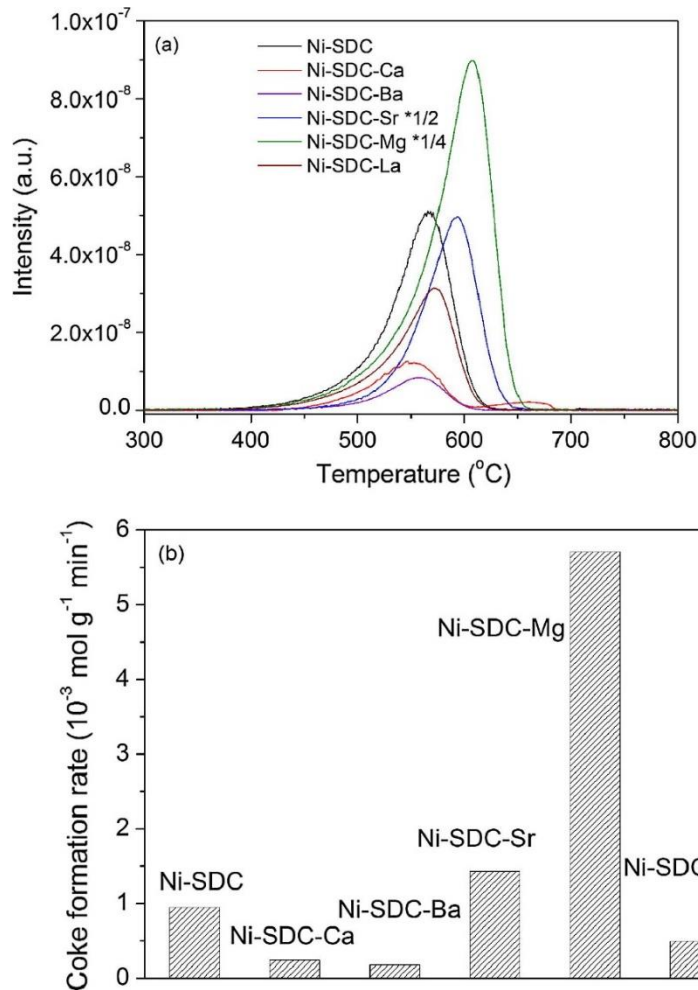 (a)
Ni-SDC
Ni-SDC-Ca
Ni-SDC-Ba
Ni-SDC-Sr *1/2
Ni-SDC-Mg *1/4
Ni-SDC-La
1.0x10⁻⁷
8.0x10⁻⁸
6.0x10⁻⁸
4.0x10⁻⁸
2.0x10⁻⁸
0.0
Intensity (a.u.)
300 400 500 600 700 800
Temperature (°C)
(b)
6
5
4
3
2
1
0
Coke formation rate (10⁻³ mol g⁻¹ min⁻¹)
Ni-SDC-Mg
Ni-SDC-Sr
Ni-SDC
Ni-SDC-Ba
Ni-SDC-Ca
Ni-SDC